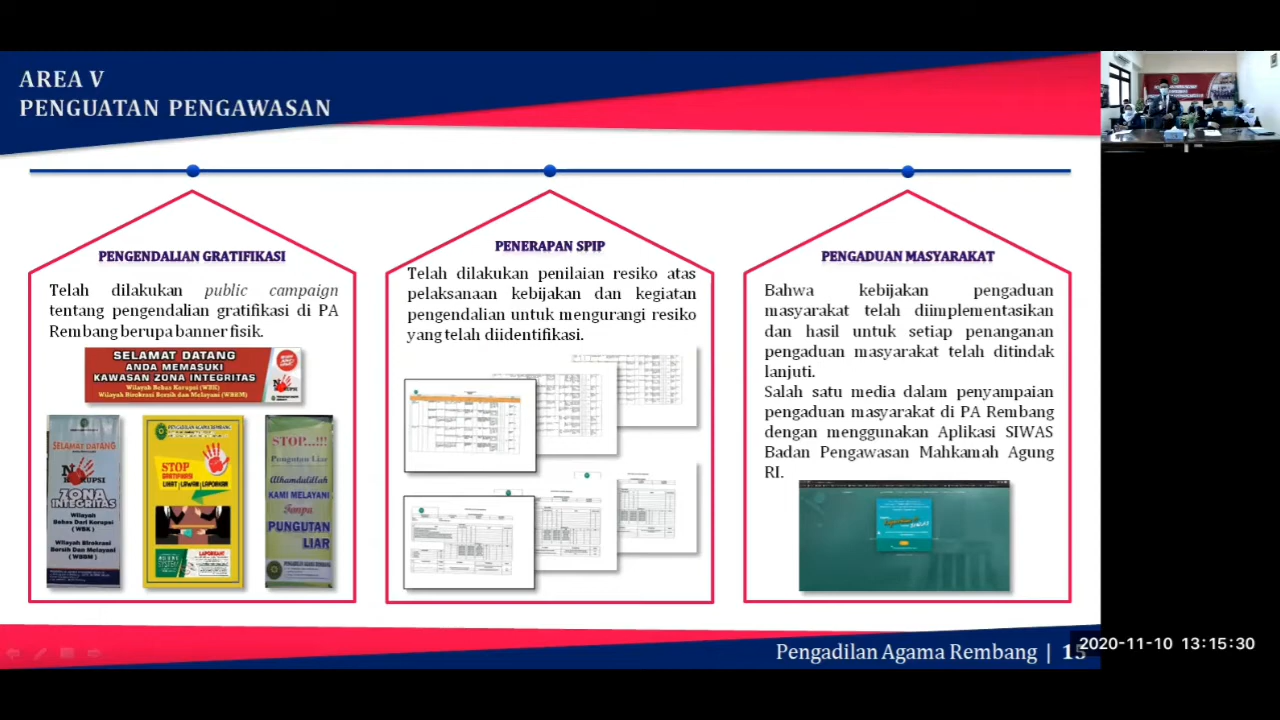 AREA V
PENGUATAN PENGAWASAN
PENGENDALIAN GRATIFIKASI
Telah dilakukan public campaign
tentang pengendalian gratifikasi di PA
Rembang berupa banner fisik.
SELAMAT DATANG
ANDA MEMASUKI
KAWASAN ZONA INTEGRITAS
Wilayah Bebas Korupsi (WBK)
Wilayah Birokrasi Bersih dan Melayani (WBBM)
SELAMAT DATANG
ZONA
INTEGRITAS
Wilayah
Bebas Dari Korupsi
(WBK)
Wilayah Birokrasi
Bersih Dan Melayani
(WBBM)
PENGADILAN AGAMA REMBANG
STOP
GRATIFIKASI
LIHAT, LAWAN, LAPORKAN!
LAPORKAN!
STOP...!!!
Pungutan Liar
Alhamdulillah
KAMI MELAYANI
Tanpa
PUNGUTAN
LIAR
PENERAPAN SPIP
Telah dilakukan penilaian resiko atas
pelaksanaan kebijakan dan kegiatan
pengendalian untuk mengurangi resiko
yang telah diidentifikasi.
PENGADUAN MASYARAKAT
Bahwa kebijakan pengaduan
masyarakat telah diimplementasikan
dan hasil untuk setiap penanganan
pengaduan masyarakat telah ditindak
lanjuti.
Salah satu media dalam penyampaian
pengaduan masyarakat di PA Rembang
dengan menggunakan Aplikasi SIWAS
Badan Pengawasan Mahkamah Agung
RI.
Pengadilan Agama Rembang | 15
2020-11-10 13:15:30